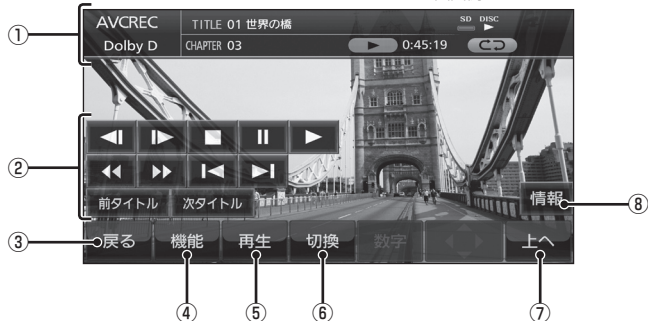 ① AVCREC TITLE 01 世界の橋 SD DISC
Dolby D CHAPTER 03 0:45:19
②
前タイトル 次タイトル 情報 ⑧
③ 戻る 機能 再生 切換 数字 上へ
④ ⑤ ⑥ ⑦